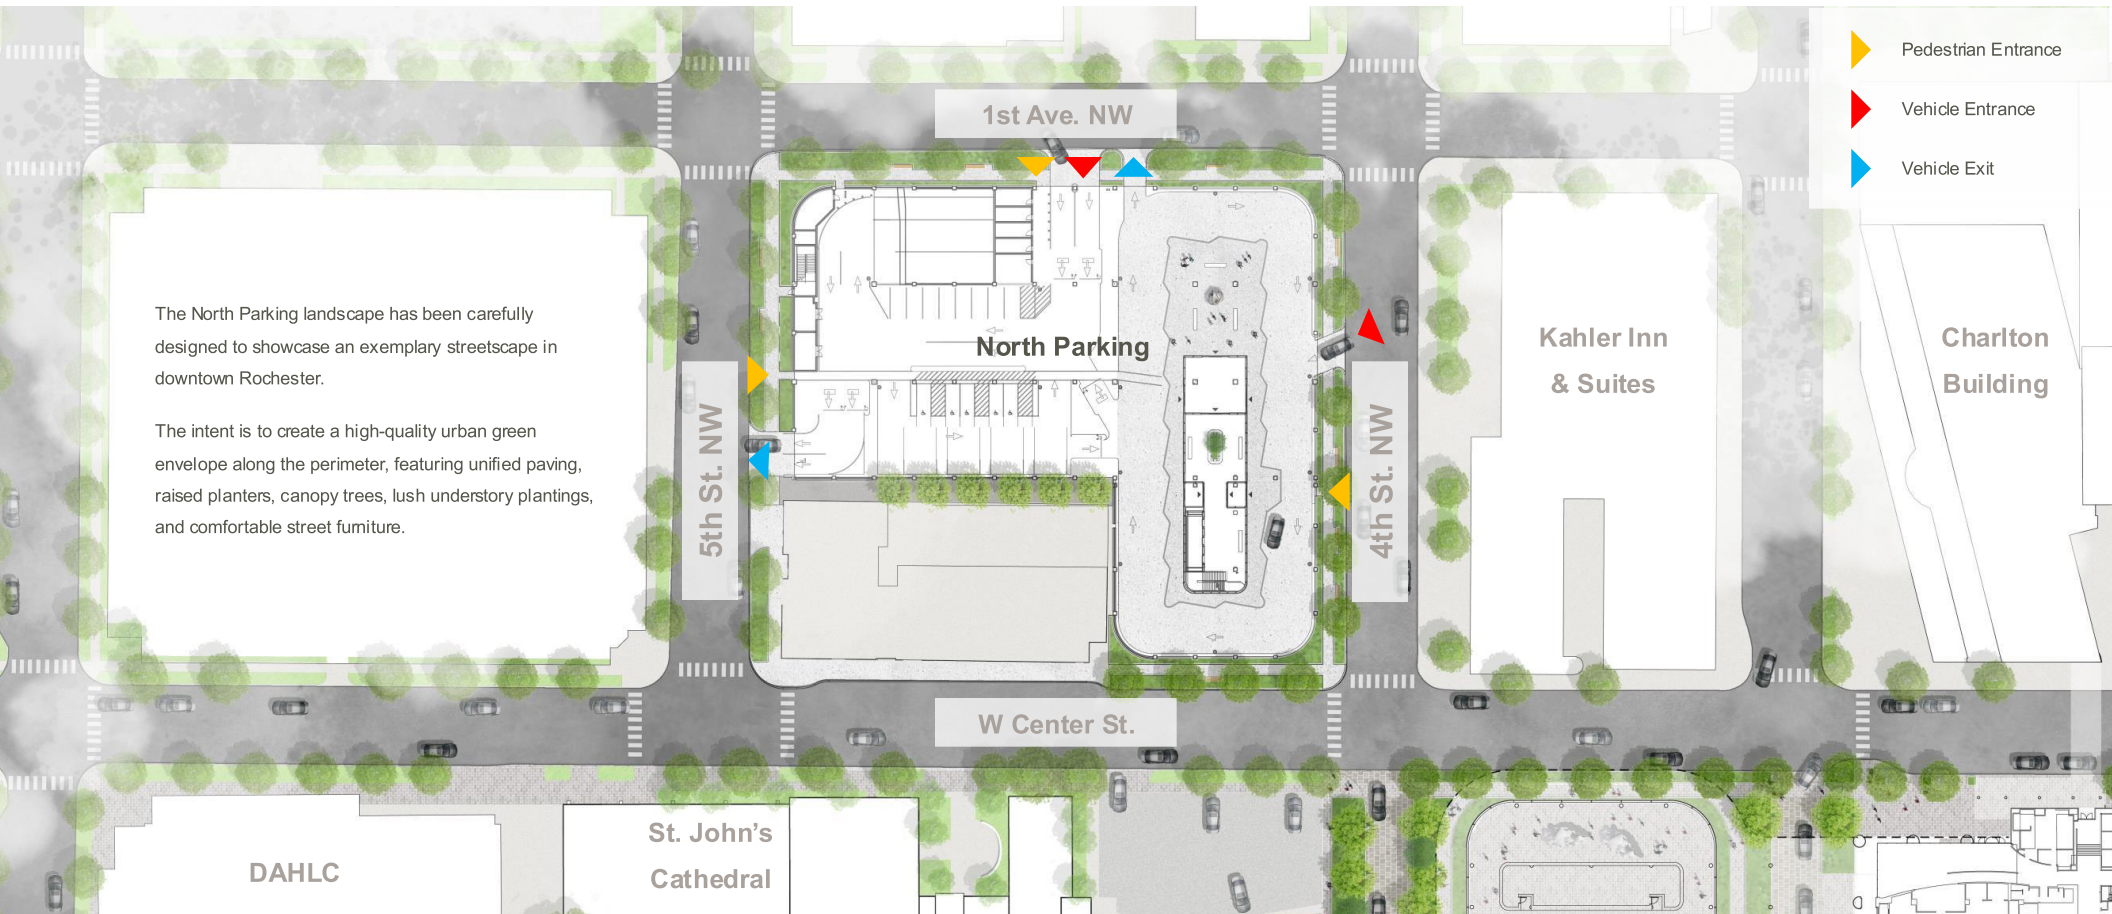 Pedestrian Entrance
Vehicle Entrance
Vehicle Exit
1st Ave. NW
The North Parking landscape has been carefully
designed to showcase an exemplary streetscape in
downtown Rochester.
The intent is to create a high-quality urban green
envelope along the perimeter, featuring unified paving,
raised planters, canopy trees, lush understory plantings,
and comfortable street furniture.
North Parking
Kahler Inn
& Suites
Charlton
Building
5th St. NW
4th St. NW
W Center St.
St. John's
Cathedral
DAHLC